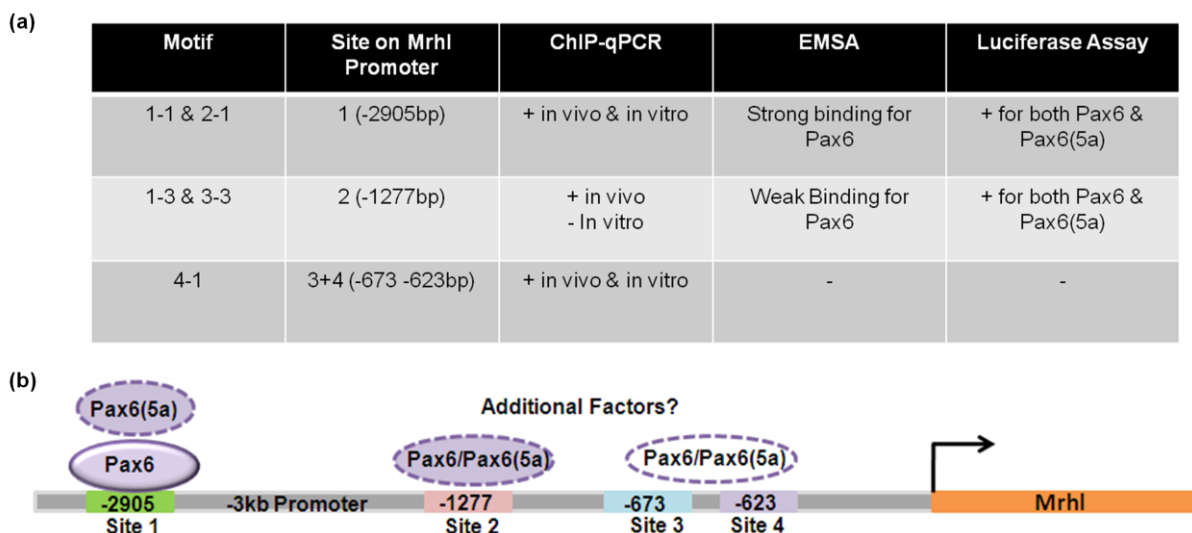 (a)
Motif
Site on Mrhl
Promoter
ChIP-qPCR
EMSA
Luciferase Assay
1-1 & 2-1
1 (-2905bp)
+ in vivo & in vitro
Strong binding for
Pax6
+ for both Pax6 &
Pax6(5a)
1-3 & 3-3
2 (-1277bp)
+ in vivo
- In vitro
Weak Binding for
Pax6
+ for both Pax6 &
Pax6(5a)
4-1
3+4 (-673 -623bp)
+ in vivo & in vitro
-
-
(b)
Pax6(5a)
Additional Factors?
Pax6
Pax6/Pax6(5a)
Pax6/Pax6(5a)
-2905
-3kb Promoter
-1277
-673
-623
Mrhl
Site 1
Site 2
Site 3
Site 4